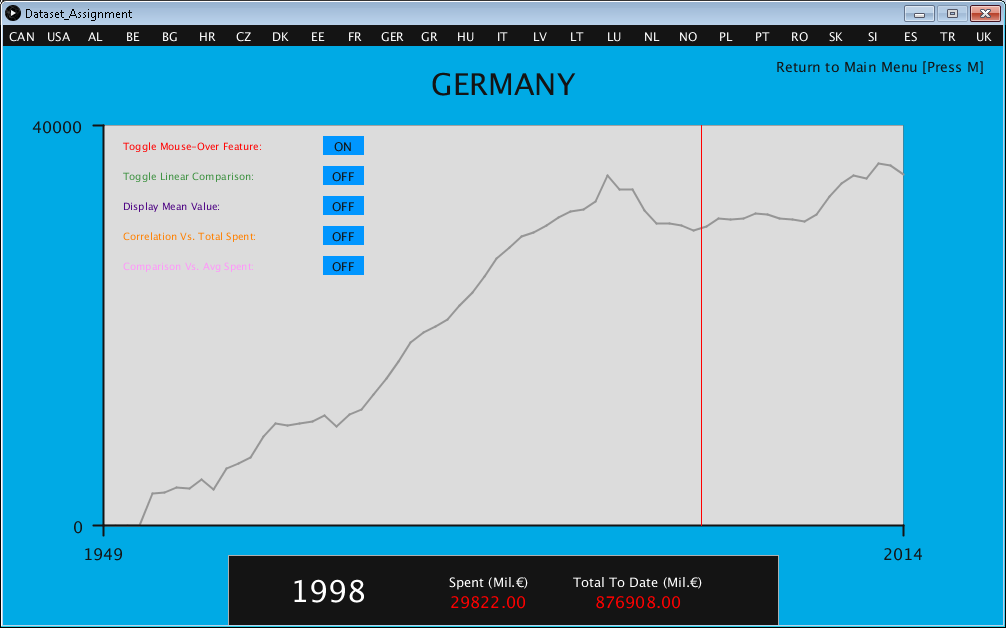 Dataset_Assignment
CAN USA AL BE BG HR CZ DK EE FR GER GR HU IT LV LT LU NL NO PL PT RO SK SI ES TR UK
Return to Main Menu [Press M]
GERMANY
40000
Toggle Mouse-Over Feature: ON
Toggle Linear Comparison: OFF
Display Mean Value: OFF
Correlation Vs. Total Spent: OFF
Comparison Vs. Avg Spent: OFF
0
1949 2014
1998
Spent (Mil.€) Total To Date (Mil.€)
29822.00 876908.00